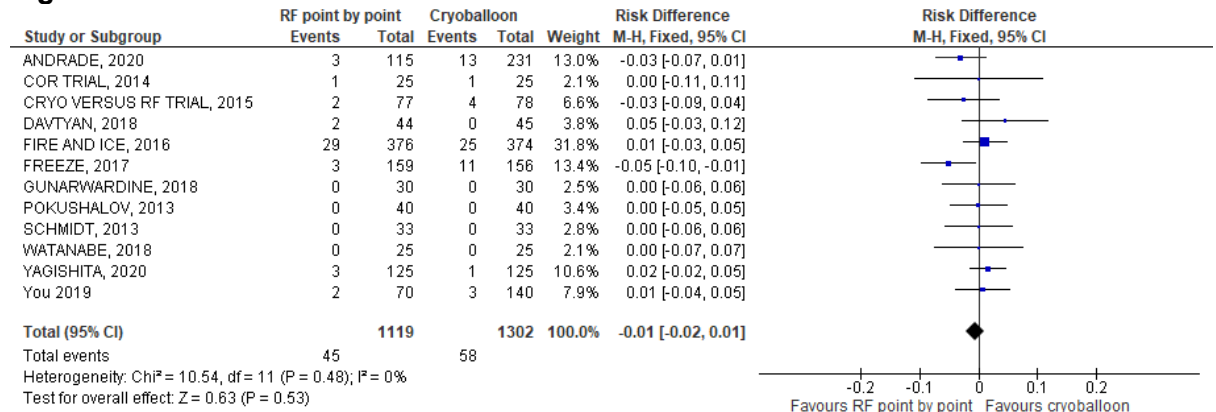 RF point by point Cryoballoon Risk Difference Risk Difference
Study or Subgroup Events Total Events Total Weight M-H, Fixed, 95% CI M-H, Fixed, 95% CI
ANDRADE, 2020 3 115 13 231 13.0% -0.03 [-0.07, 0.01]
COR TRIAL, 2014 1 25 1 25 2.1% 0.00 [-0.11, 0.11]
CRYO VERSUS RF TRIAL, 2015 2 77 4 78 6.6% -0.03 [-0.09, 0.04]
DAVTYAN, 2018 2 44 0 45 3.8% 0.05 [-0.03, 0.12]
FIRE AND ICE, 2016 29 376 25 374 31.8% 0.01 [-0.03, 0.05]
FREEZE, 2017 3 159 11 156 13.4% -0.05 [-0.10, -0.01]
GUNARWARDINE, 2018 0 30 0 30 2.5% 0.00 [-0.06, 0.06]
POKUSHALOV, 2013 0 40 0 40 3.4% 0.00 [-0.05, 0.05]
SCHMIDT, 2013 0 33 0 33 2.8% 0.00 [-0.06, 0.06]
WATANABE, 2018 0 25 0 25 2.1% 0.00 [-0.07, 0.07]
YAGISHITA, 2020 3 125 1 125 10.6% 0.02 [-0.02, 0.05]
You 2019 2 70 3 140 7.9% 0.01 [-0.04, 0.05]
Total (95% CI) 1119 1302 100.0% -0.01 [-0.02, 0.01]
Total events 45 58
Heterogeneity: Chi² = 10.54, df = 11 (P = 0.48); I² = 0%
Test for overall effect: Z = 0.63 (P = 0.53)
-0.2 -0.1 0 0.1 0.2
Favours RF point by point Favours cryoballoon